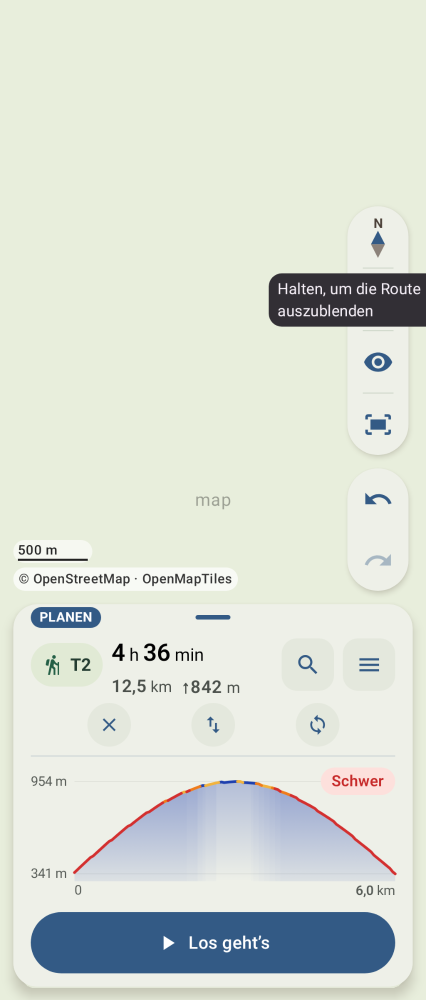 N
Halten, um die Route
auszublenden
map
500 m
© OpenStreetMap · OpenMapTiles
PLANEN
T2
4 h 36 min
12,5 km ↑842 m
954 m
Schwer
341 m
0
6,0 km
Los geht's